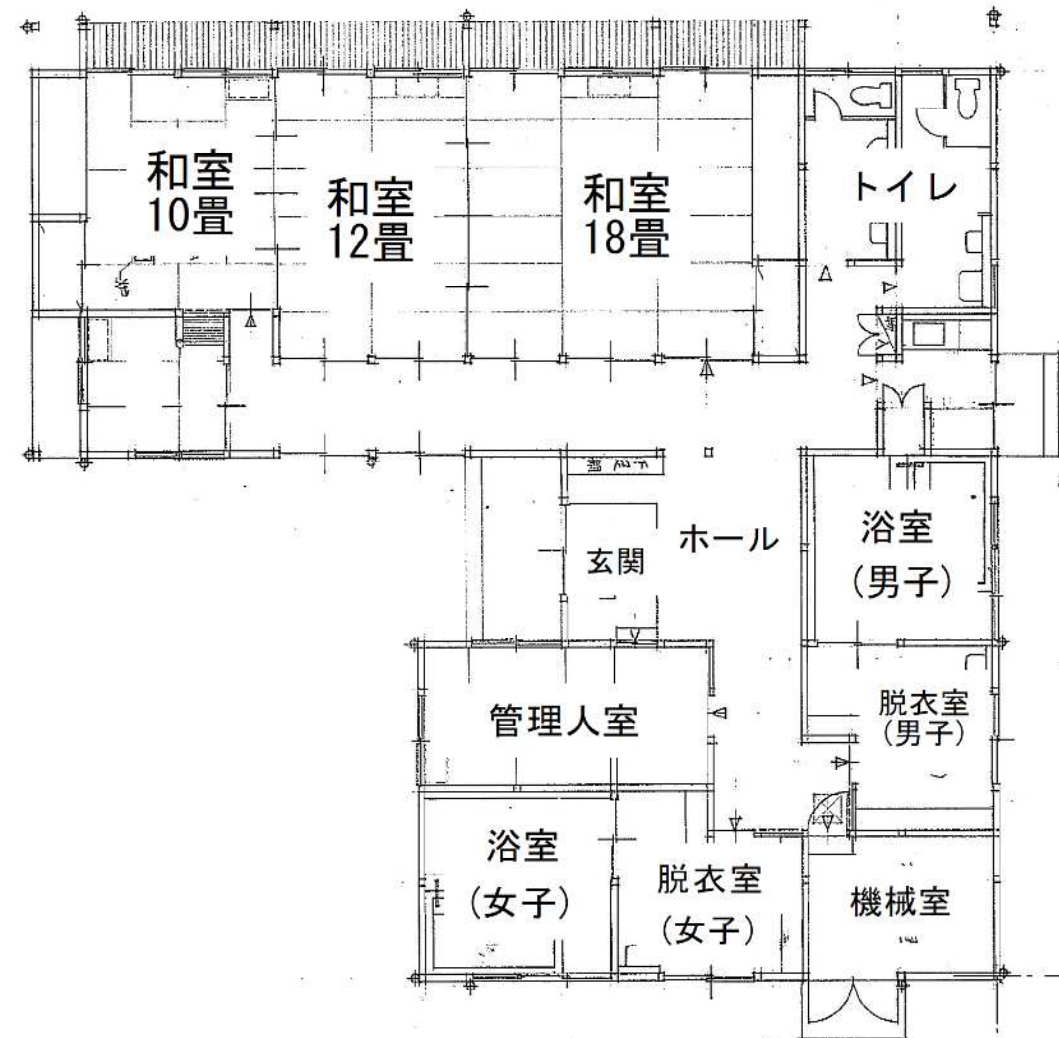 和室
10畳
和室
12畳
和室
18畳
トイレ
ホール
玄関
浴室
(男子)
管理人室
脱衣室
(男子)
浴室
(女子)
脱衣室
(女子)
機械室